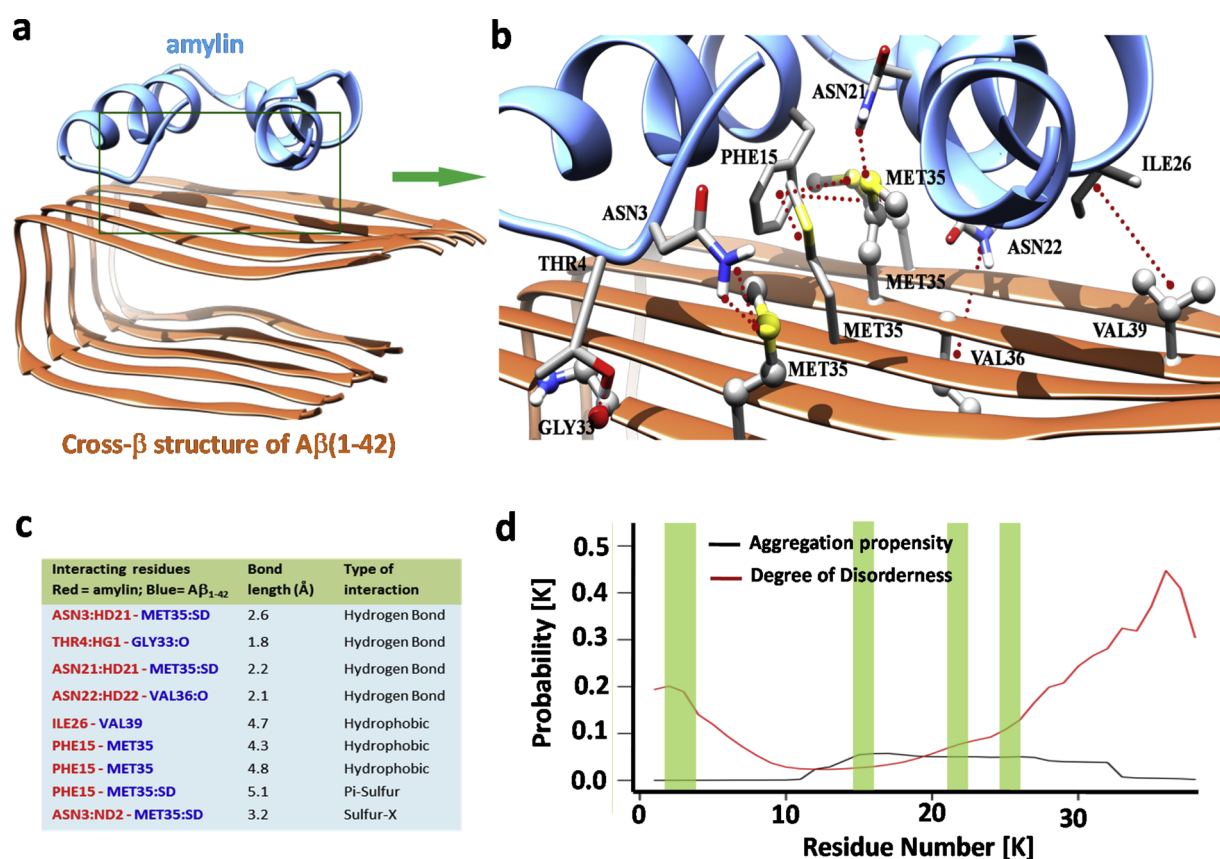 a
amylin
Cross-β structure of Aβ(1-42)
b
ASN21
PHE15
MET35
ILE26
ASN3
ASN22
THR4
MET35
VAL39
MET35
VAL36
MET35
GLY33
c
Interacting residues Bond Type of
Red = amylin; Blue= Aβ1-42 length (Å) interaction
ASN3:HD21 - MET35:SD 2.6 Hydrogen Bond
THR4:HG1 - GLY33:O 1.8 Hydrogen Bond
ASN21:HD21 - MET35:SD 2.2 Hydrogen Bond
ASN22:HD22 - VAL36:O 2.1 Hydrogen Bond
ILE26 - VAL39 4.7 Hydrophobic
PHE15 - MET35 4.3 Hydrophobic
PHE15 - MET35 4.8 Hydrophobic
PHE15 - MET35:SD 5.1 Pi-Sulfur
ASN3:ND2 - MET35:SD 3.2 Sulfur-X
d
Aggregation propensity
Degree of Disorderness
Probability [K]
0.5
0.4
0.3
0.2
0.1
0.0
0 10 20 30
Residue Number [K]